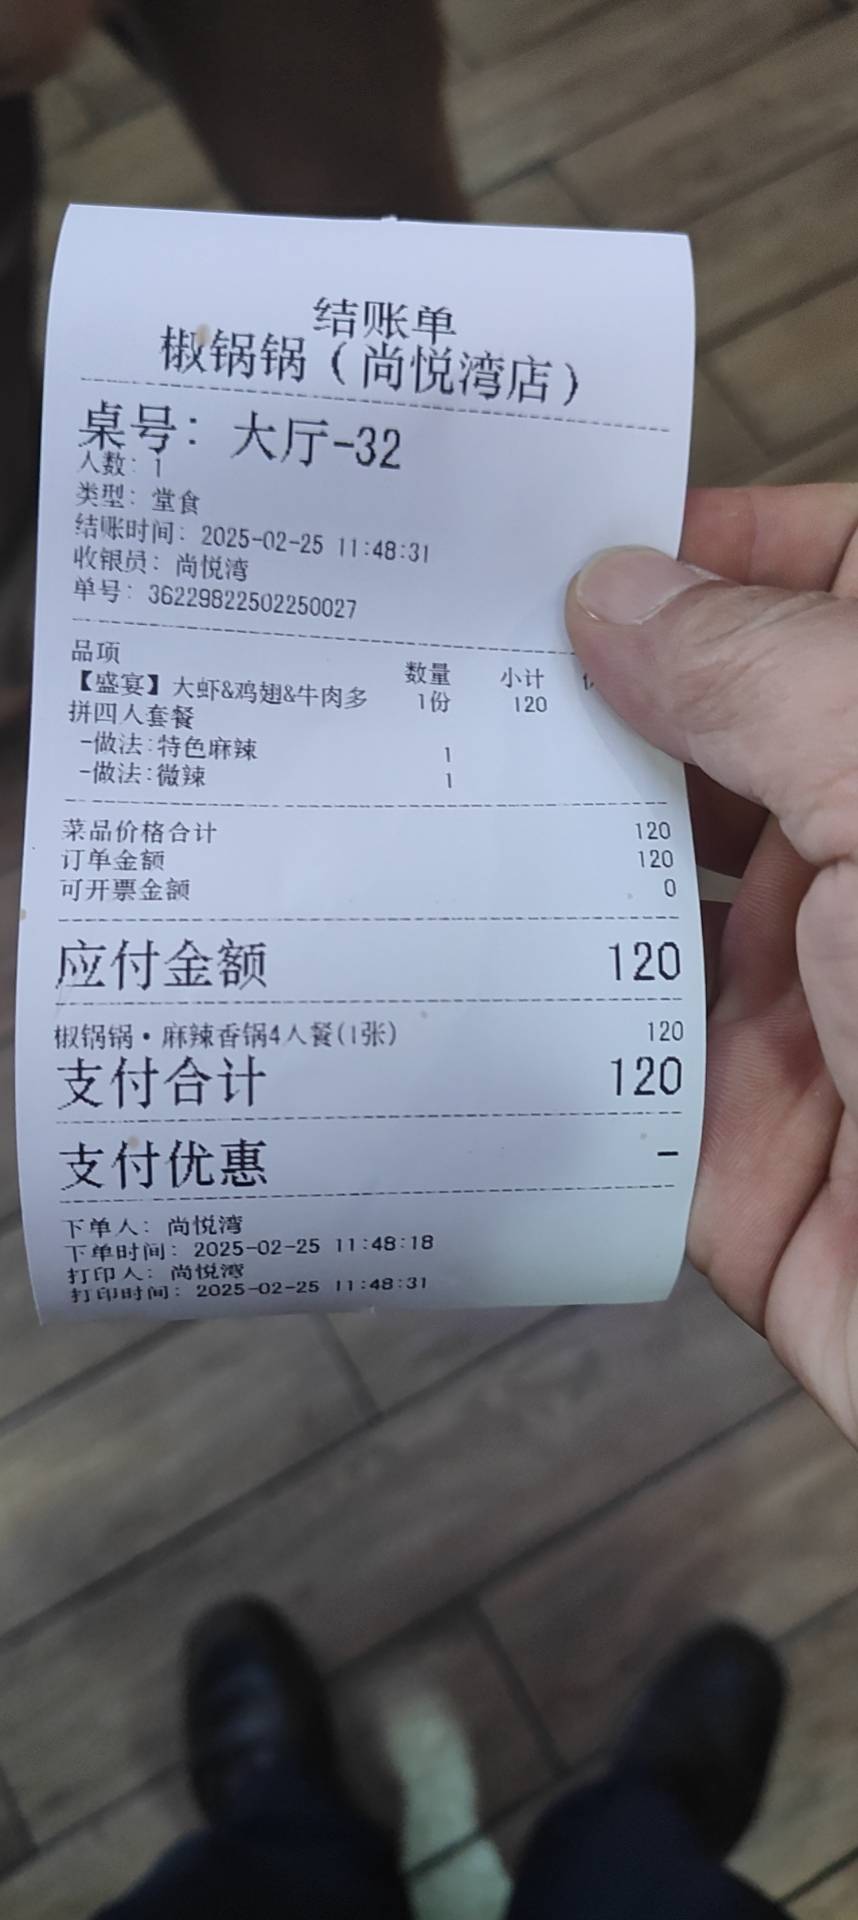 结账单
椒锅锅（尚悦湾店）
桌号：大厅-32
人数：1
类型：堂食
结账时间：2025-02-25 11:48:31
收银员：尚悦湾
单号：36229822502250027
品项 数量 小计
【盛宴】大虾&鸡翅&牛肉多 1份 120
拼四人套餐
-做法:特色麻辣 1
-做法:微辣 1
菜品价格合计 120
订单金额 120
可开票金额 0
应付金额 120
椒锅锅·麻辣香锅4人餐(1张) 120
支付合计 120
支付优惠 -
下单人：尚悦湾
下单时间：2025-02-25 11:48:18
打印人：尚悦湾
打印时间：2025-02-25 11:48:31